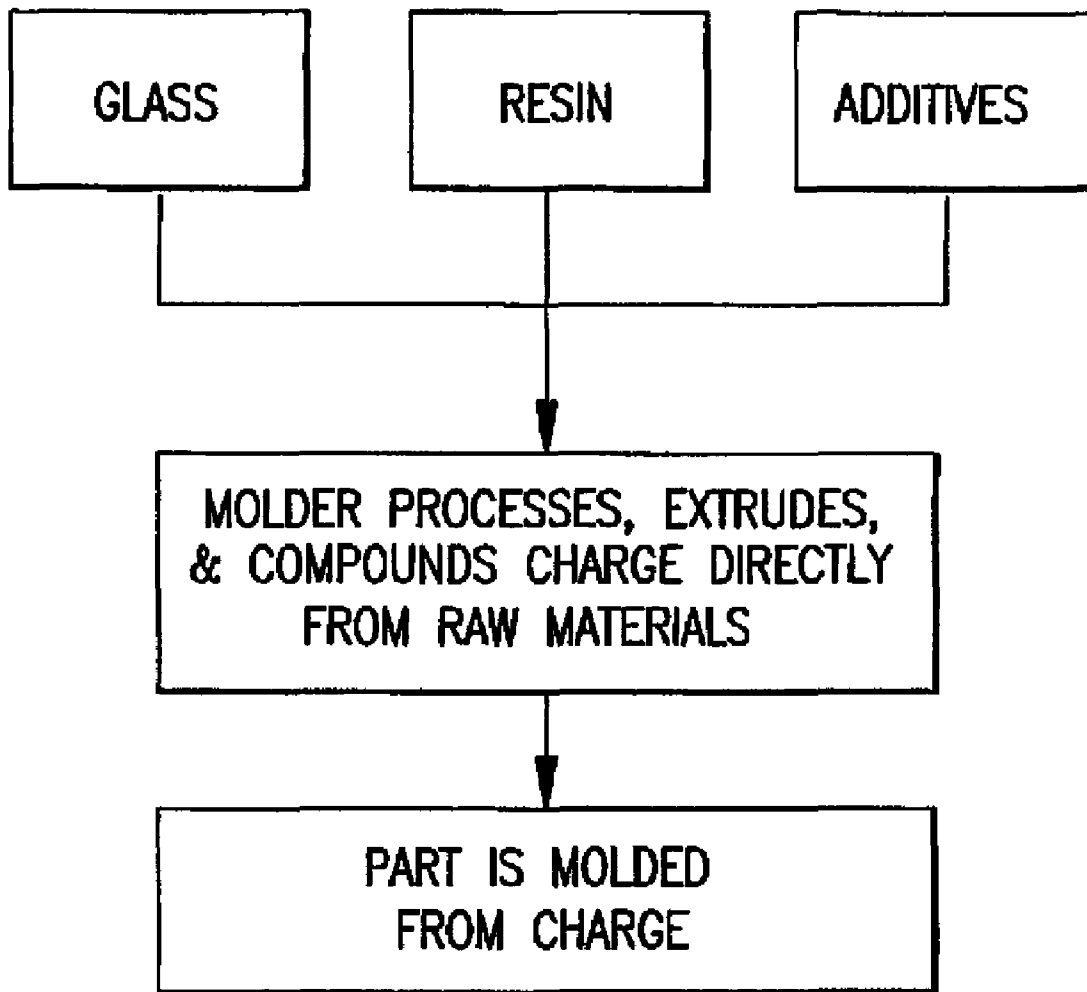 GLASS
RESIN
ADDITIVES
MOLDER PROCESSES, EXTRUDES,
& COMPOUNDS CHARGE DIRECTLY
FROM RAW MATERIALS
PART IS MOLDED
FROM CHARGE